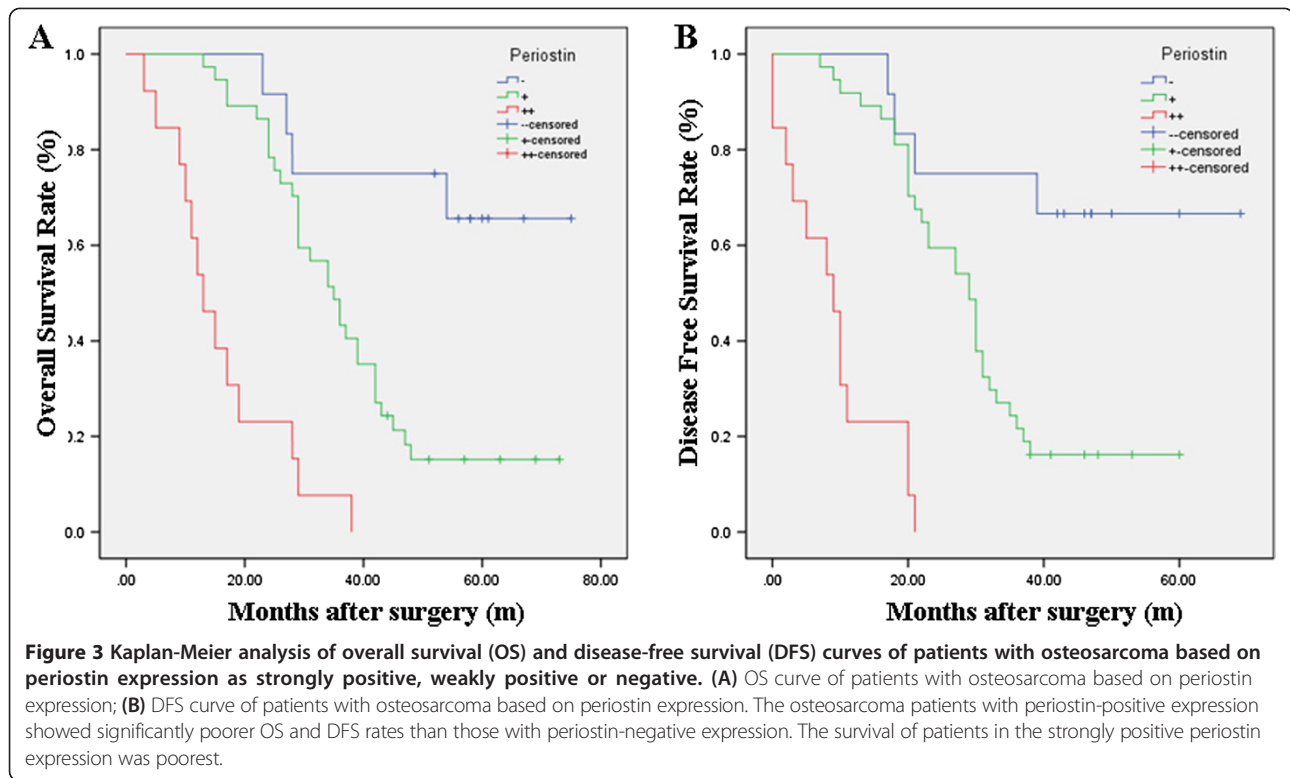 A
Periostin
-
+
++
--censored
+-censored
++-censored
1.0
).8
).6
).4
).2
0.0
.00
20.00
40.00
60.00
80.00
Overall Survival Rate (%)
Months after surgery (m)
B
Periostin
-
+
++
--censored
+-censored
++-censored
1.0
0.8
0.6
0.4
0.2
0.0
.00
20.00
40.00
60.00
Disease Free Survival Rate (%)
Months after surgery (m)
Figure 3 Kaplan-Meier analysis of overall survival (OS) and disease-free survival (DFS) curves of patients with osteosarcoma based on
periostin expression as strongly positive, weakly positive or negative. (A) OS curve of patients with osteosarcoma based on periostin
expression; (B) DFS curve of patients with osteosarcoma based on periostin expression. The osteosarcoma patients with periostin-positive expression
showed significantly poorer OS and DFS rates than those with periostin-negative expression. The survival of patients in the strongly positive periostin
expression was poorest.